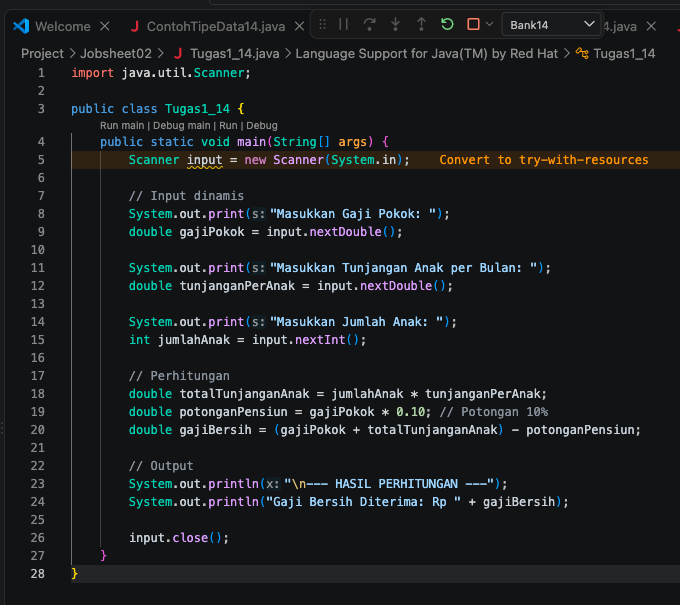 Welcome
ContohTipeData14.java
Bank14
4.java
Project > Jobsheet02 > J Tugas1_14.java > Language Support for Java(TM) by Red Hat > Tugas1_14
1 import java.util.Scanner;
2
3 public class Tugas1_14 {
Run main | Debug main | Run | Debug
4 public static void main(String[] args) {
5 Scanner input = new Scanner(System.in); Convert to try-with-resources
6
7 // Input dinamis
8 System.out.print(s:"Masukkan Gaji Pokok: ");
9 double gajiPokok = input.nextDouble();
10
11 System.out.print(s:"Masukkan Tunjangan Anak per Bulan: ");
12 double tunjanganPerAnak = input.nextDouble();
13
14 System.out.print(s:"Masukkan Jumlah Anak: ");
15 int jumlahAnak = input.nextInt();
16
17 // Perhitungan
18 double totalTunjanganAnak = jumlahAnak * tunjanganPerAnak;
19 double potonganPensiun = gajiPokok * 0.10; // Potongan 10%
20 double gajiBersih = (gajiPokok + totalTunjanganAnak) - potonganPensiun;
21
22 // Output
23 System.out.println(x:"\n--- HASIL PERHITUNGAN ---");
24 System.out.println("Gaji Bersih Diterima: Rp " + gajiBersih);
25
26 input.close();
27 }
28 }